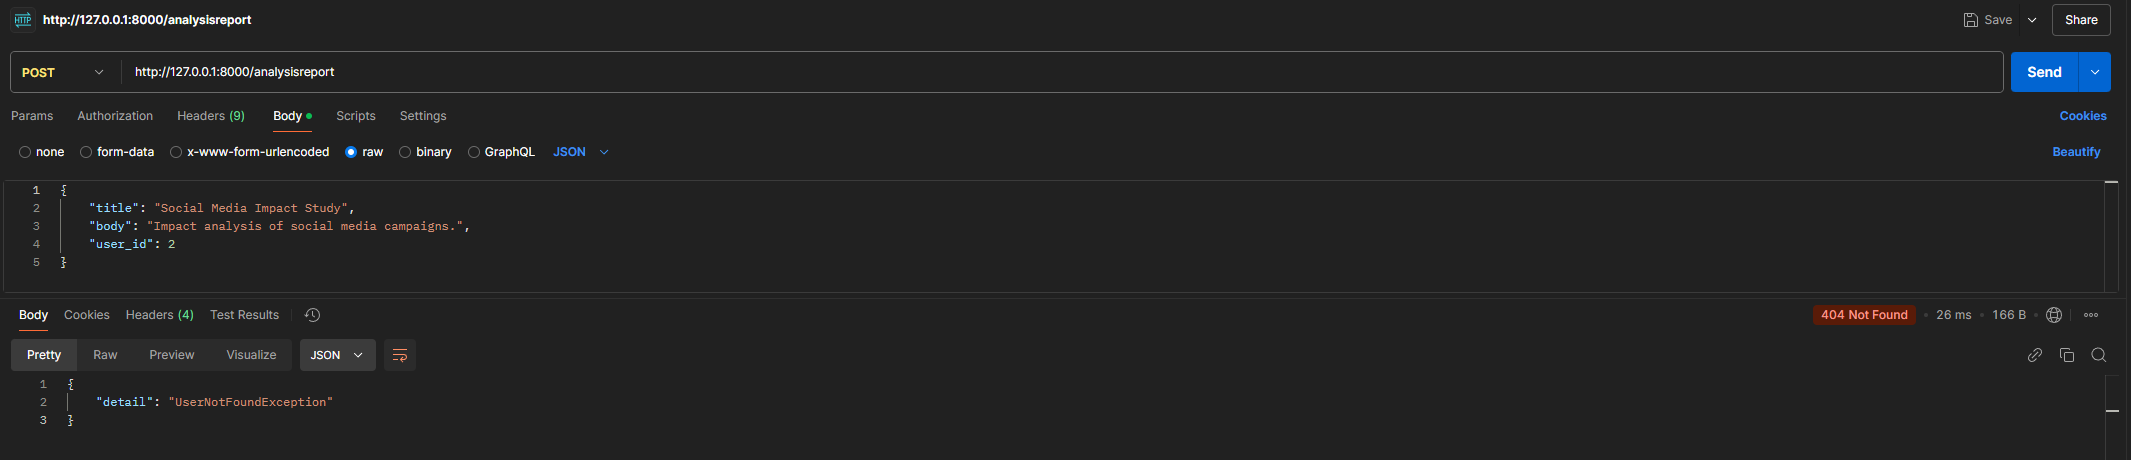 HTTP http://127.0.0.1:8000/analysisreport Save Share
POST http://127.0.0.1:8000/analysisreport Send
Params Authorization Headers (9) Body Scripts Settings Cookies
none form-data x-www-form-urlencoded raw binary GraphQL JSON Beautify
1 {
2 "title": "Social Media Impact Study",
3 "body": "Impact analysis of social media campaigns.",
4 "user_id": 2
5 }
Body Cookies Headers (4) Test Results 404 Not Found • 26 ms • 166 B •
Pretty Raw Preview Visualize JSON
1 {
2 "detail": "UserNotFoundException"
3 }